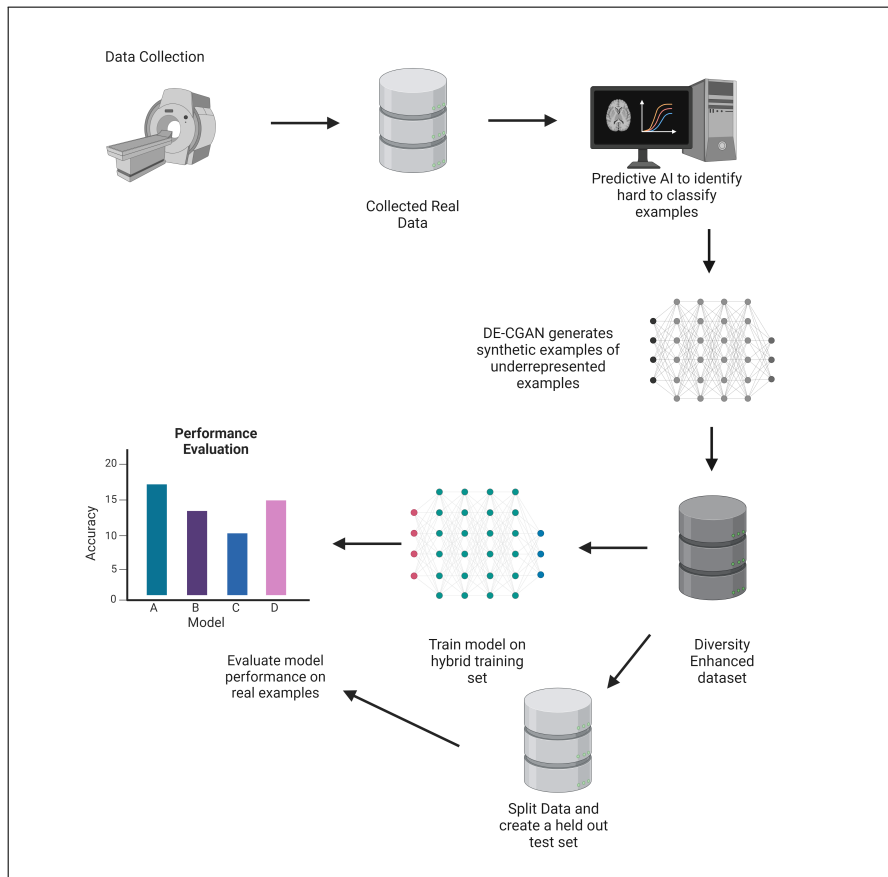 Data Collection
Collected Real
Data
Predictive AI to identify
hard to classify
examples
DE-CGAN generates
synthetic examples of
underrepresented
examples
Diversity
Enhanced
dataset
Train model on
hybrid training
set
Split Data and
create a held out
test set
Performance
Evaluation
Accuracy
20
15
10
5
0
A B C D
Model
Evaluate model
performance on
real examples